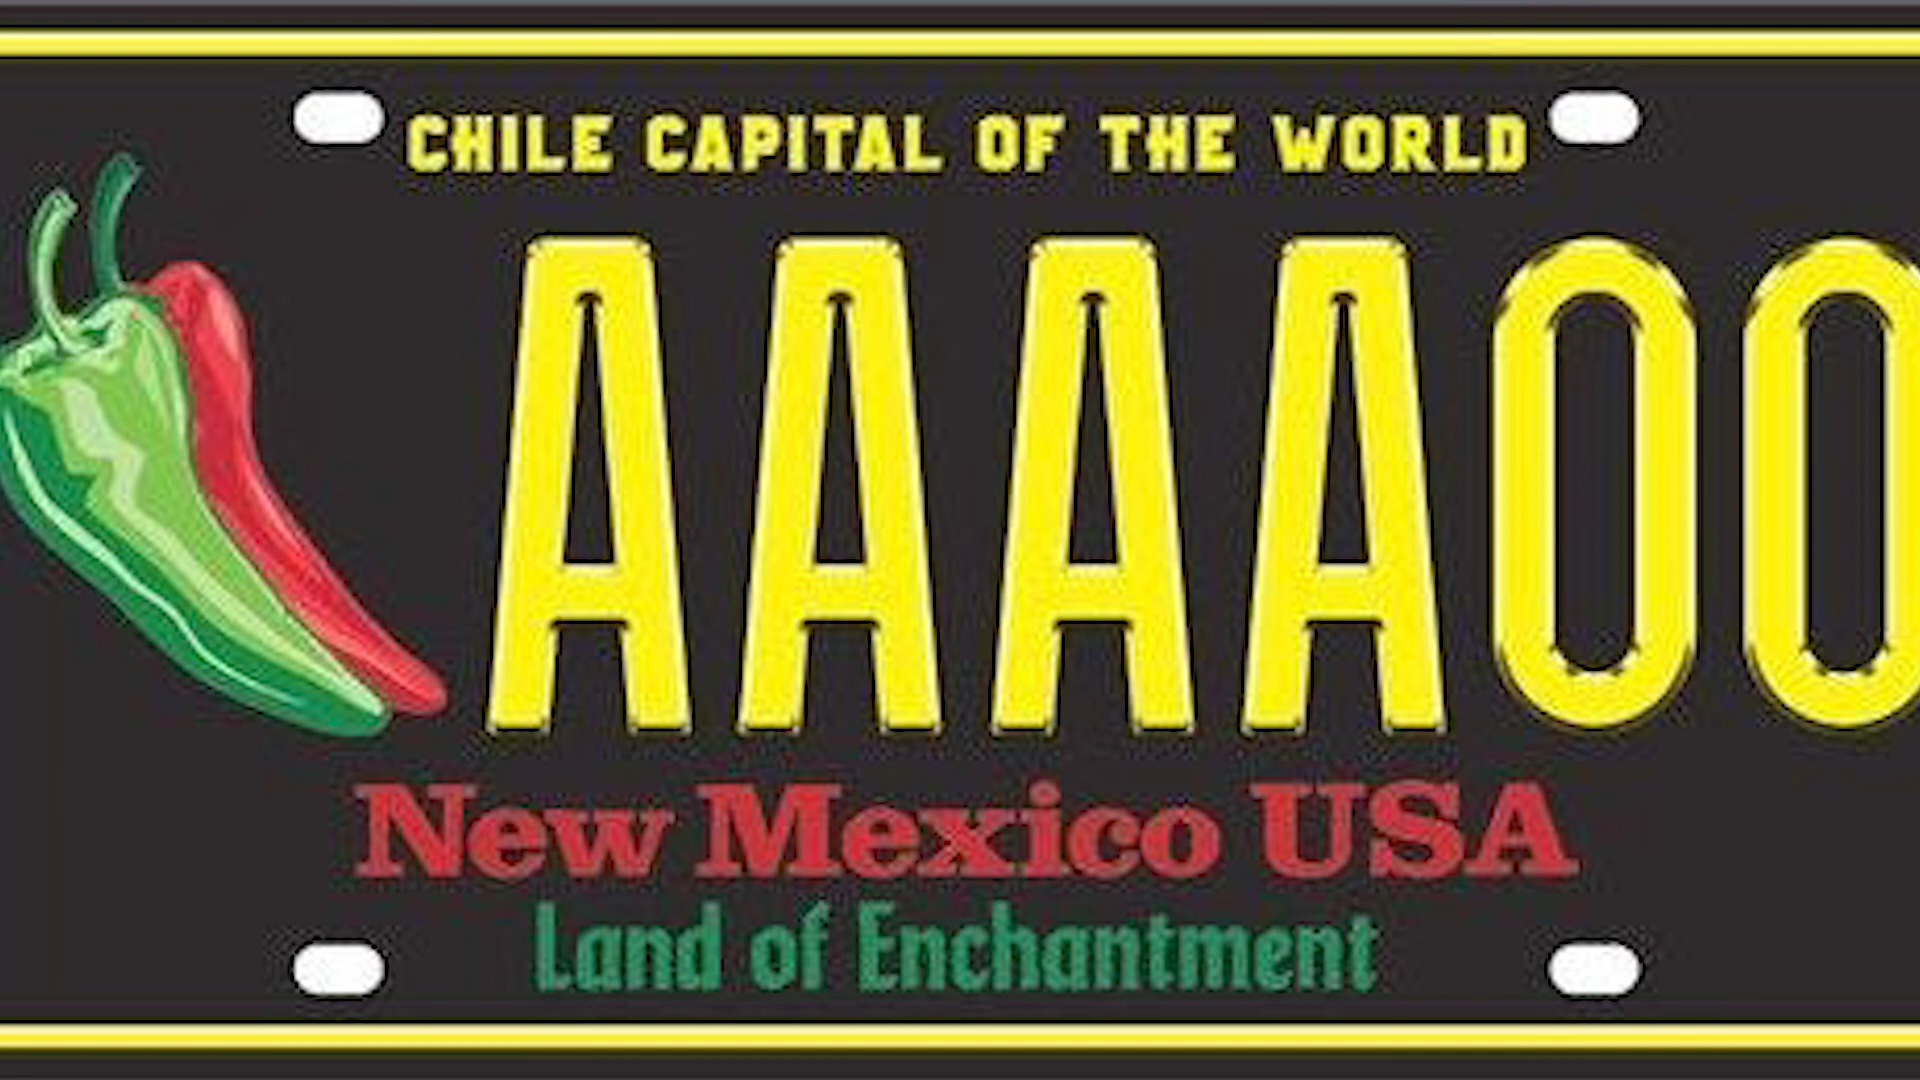 CHILE CAPITAL OF THE WORLD
AAAA00
New Mexico USA
Land of Enchantment